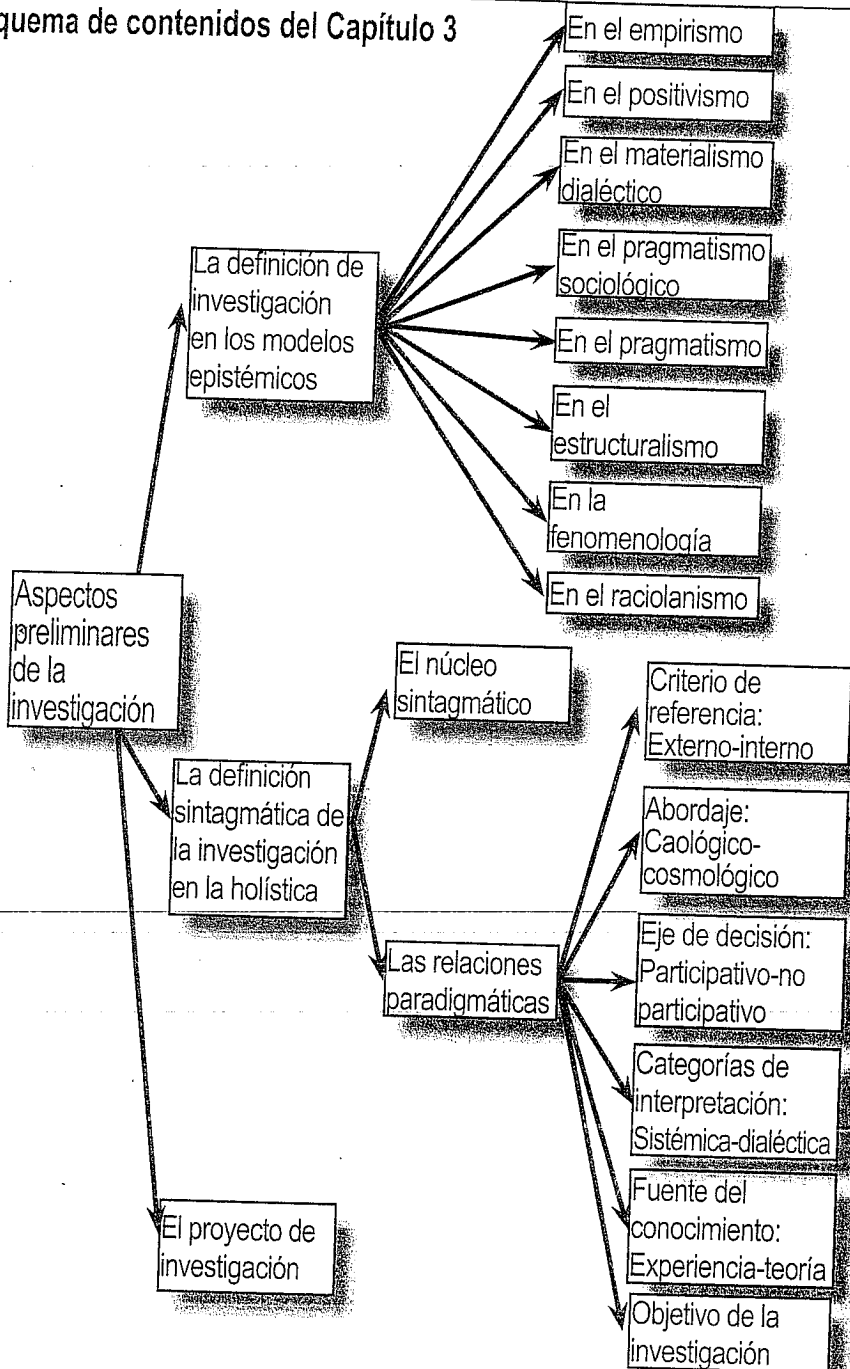 quema de contenidos del Capítulo 3
En el empirismo
En el positivismo
En el materialismo
dialéctico
En el pragmatismo
sociológico
En el pragmatismo
En el
estructuralismo
En la
fenomenología
En el raciolanismo
La definición de
investigación
en los modelos
epistémicos
Aspectos
preliminares
de la
investigación
La definición
sintagmática de
la investigación
en la holística
El núcleo
sintagmático
Las relaciones
paradigmáticas
Criterio de
referencia:
Externo-interno
Abordaje:
Caológico-
cosmológico
Eje de decisión:
Participativo-no
participativo
Categorías de
interpretación:
Sistémica-dialéctica
Fuente del
conocimiento:
Experiencia-teoría
Objetivo de la
investigación
El proyecto de
investigación